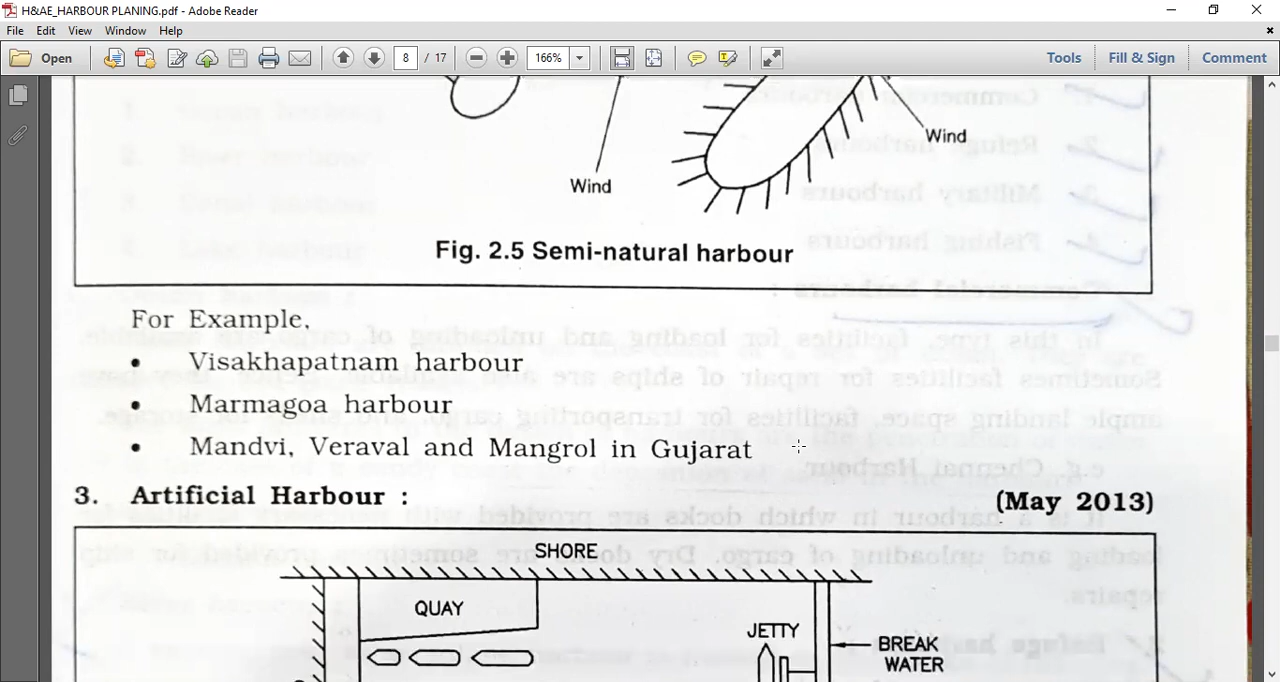 H&AE_HARBOUR PLANING.pdf - Adobe Reader
File Edit View Window Help
Open 8 / 17 166% Tools Fill & Sign Comment
Wind
Wind
Fig. 2.5 Semi-natural harbour
For Example,
• Visakhapatnam harbour
• Marmagoa harbour
• Mandvi, Veraval and Mangrol in Gujarat
3. Artificial Harbour : (May 2013)
SHORE
QUAY
JETTY
BREAK
WATER